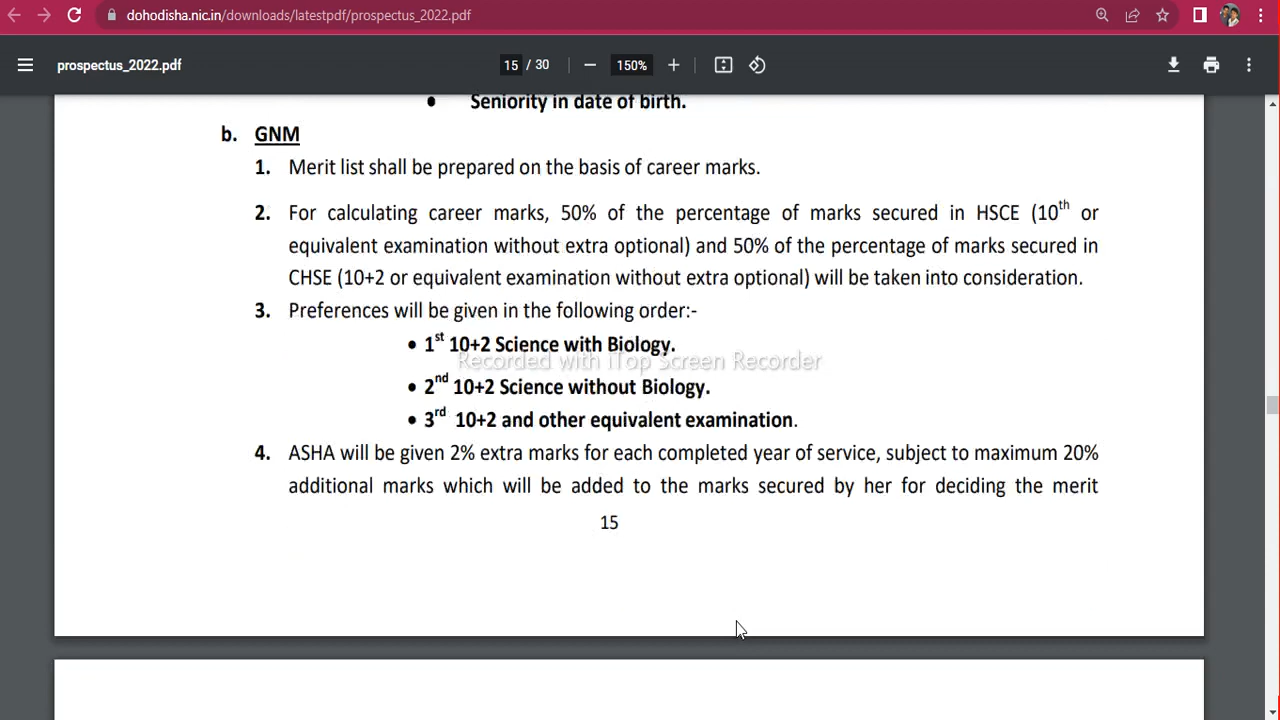 dohodisha.nic.in/downloads/latestpdf/prospectus_2022.pdf
prospectus_2022.pdf
15 / 30
150%
• Seniority in date of birth.
b. GNM
1. Merit list shall be prepared on the basis of career marks.
2. For calculating career marks, 50% of the percentage of marks secured in HSCE (10th or
equivalent examination without extra optional) and 50% of the percentage of marks secured in
CHSE (10+2 or equivalent examination without extra optional) will be taken into consideration.
3. Preferences will be given in the following order:-
• 1st 10+2 Science with Biology.
Recorded with iTop Screen Recorder
• 2nd 10+2 Science without Biology.
• 3rd 10+2 and other equivalent examination.
4. ASHA will be given 2% extra marks for each completed year of service, subject to maximum 20%
additional marks which will be added to the marks secured by her for deciding the merit
15